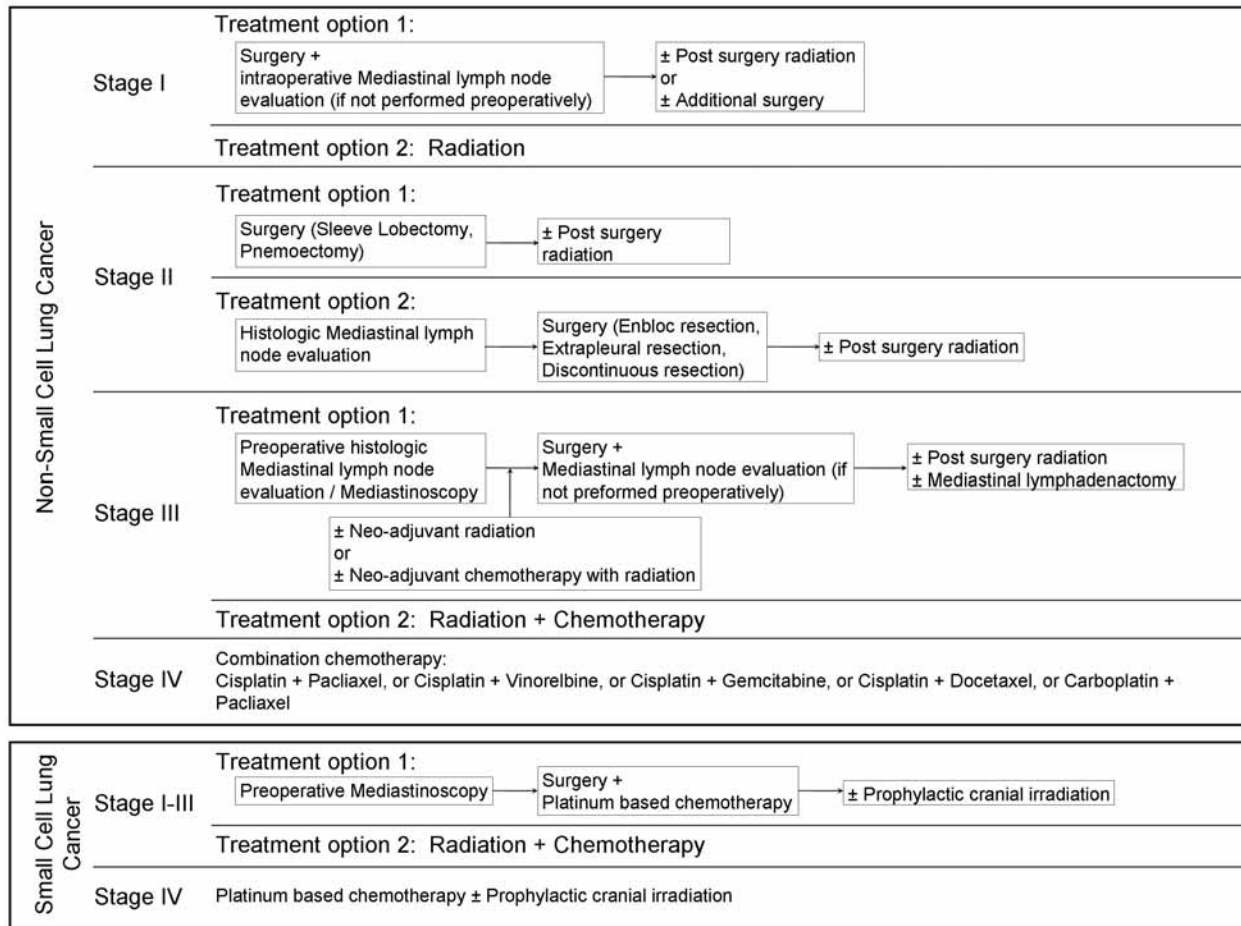 Non-Small Cell Lung Cancer
Stage I
Treatment option 1:
Surgery +
intraoperative Mediastinal lymph node
evaluation (if not performed preoperatively)
± Post surgery radiation
or
± Additional surgery
Treatment option 2: Radiation
Stage II
Treatment option 1:
Surgery (Sleeve Lobectomy,
Pnemoectomy)
± Post surgery
radiation
Treatment option 2:
Histologic Mediastinal lymph
node evaluation
Surgery (Enbloc resection,
Extrapleural resection,
Discontinuous resection)
± Post surgery radiation
Stage III
Treatment option 1:
Preoperative histologic
Mediastinal lymph node
evaluation / Mediastinoscopy
± Neo-adjuvant radiation
or
± Neo-adjuvant chemotherapy with radiation
Surgery +
Mediastinal lymph node evaluation (if
not preformed preoperatively)
± Post surgery radiation
± Mediastinal lymphadenactomy
Treatment option 2: Radiation + Chemotherapy
Stage IV
Combination chemotherapy:
Cisplatin + Pacliaxel, or Cisplatin + Vinorelbine, or Cisplatin + Gemcitabine, or Cisplatin + Docetaxel, or Carboplatin +
Pacliaxel
Small Cell Lung
Cancer
Stage I-III
Treatment option 1:
Preoperative Mediastinoscopy
Surgery +
Platinum based chemotherapy
± Prophylactic cranial irradiation
Treatment option 2: Radiation + Chemotherapy
Stage IV
Platinum based chemotherapy ± Prophylactic cranial irradiation